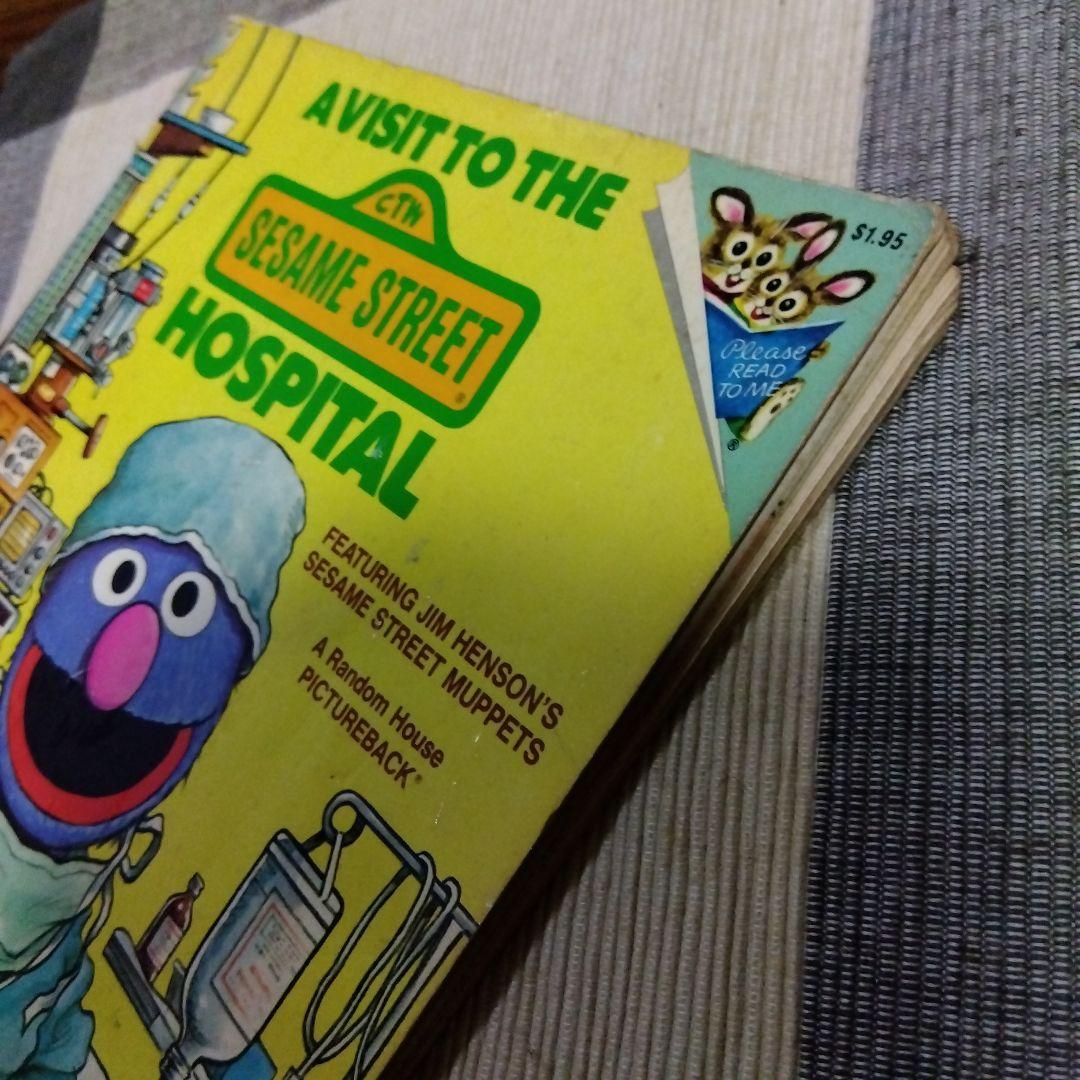 A VISIT TO THE
CTW
SESAME STREET®
HOSPITAL
FEATURING JIM HENSON'S
SESAME STREET MUPPETS
A Random House
PICTUREBACK®
$1.95
Please
READ
TO ME
®